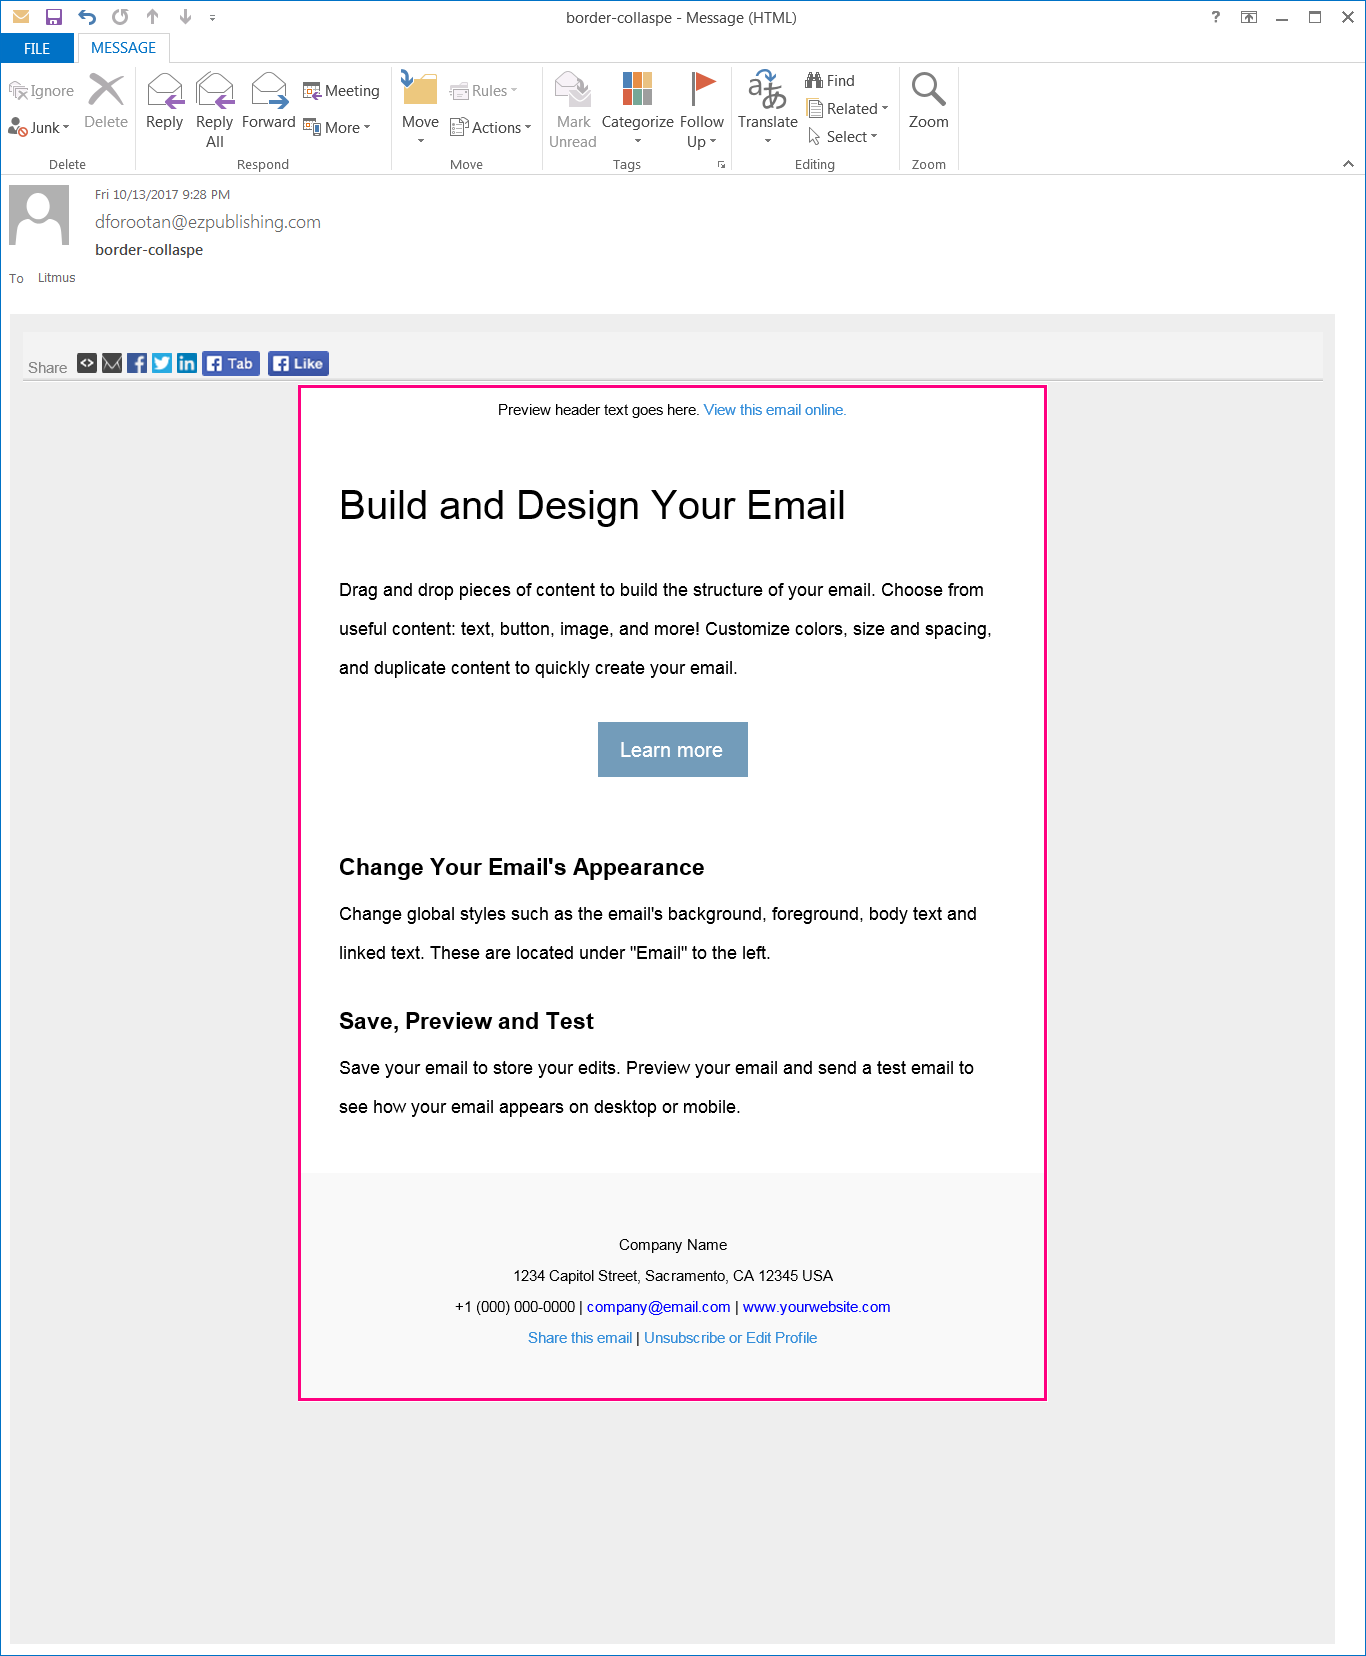 border-collaspe - Message (HTML)
?
FILE
MESSAGE
Ignore
Junk
Delete
Delete
Reply
Reply All
Forward
Meeting
More
Respond
Move
Rules
Actions
Move
Mark Unread
Categorize
Follow Up
Tags
Translate
Find
Related
Select
Editing
Zoom
Zoom
Fri 10/13/2017 9:28 PM
dforootan@ezpublishing.com
border-collaspe
To Litmus
Share <> f in f Tab f Like
Preview header text goes here. View this email online.
Build and Design Your Email
Drag and drop pieces of content to build the structure of your email. Choose from
useful content: text, button, image, and more! Customize colors, size and spacing,
and duplicate content to quickly create your email.
Learn more
Change Your Email's Appearance
Change global styles such as the email's background, foreground, body text and
linked text. These are located under "Email" to the left.
Save, Preview and Test
Save your email to store your edits. Preview your email and send a test email to
see how your email appears on desktop or mobile.
Company Name
1234 Capitol Street, Sacramento, CA 12345 USA
+1 (000) 000-0000 | company@email.com | www.yourwebsite.com
Share this email | Unsubscribe or Edit Profile